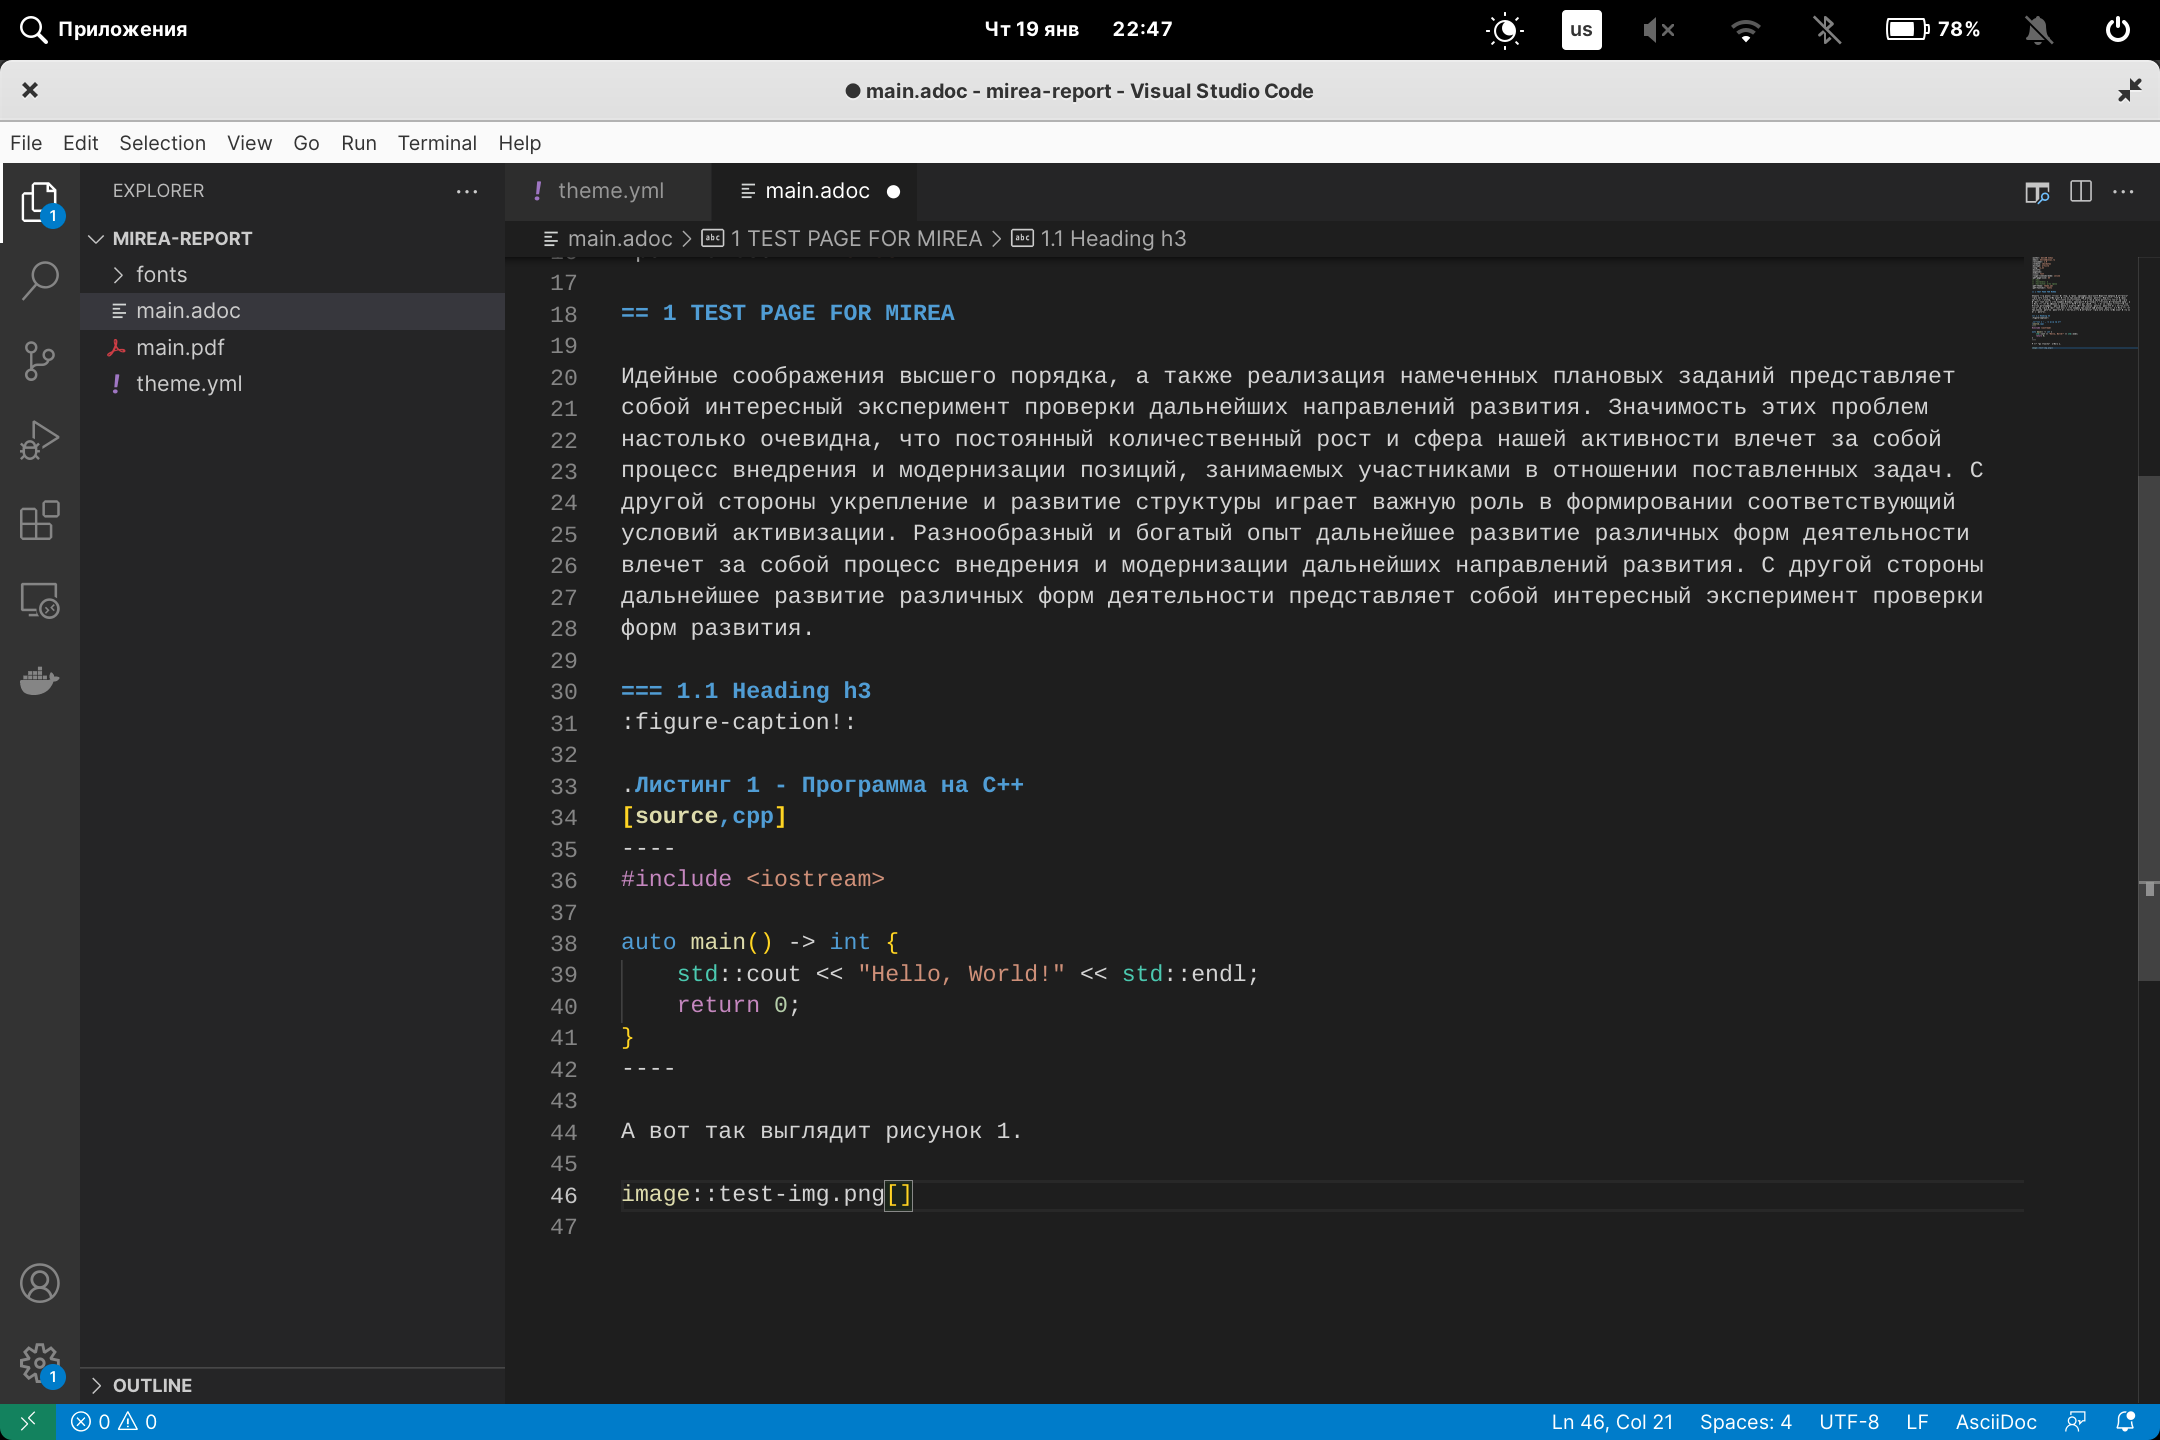 Приложения
Чт 19 янв 22:47
us
78%
main.adoc - mirea-report - Visual Studio Code
File Edit Selection View Go Run Terminal Help
EXPLORER
MIREA-REPORT
fonts
main.adoc
main.pdf
theme.yml
OUTLINE
1
1
theme.yml
main.adoc
main.adoc > 1 TEST PAGE FOR MIREA > 1.1 Heading h3
17
18 == 1 TEST PAGE FOR MIREA
19
20 Идейные соображения высшего порядка, а также реализация намеченных плановых заданий представляет
21 собой интересный эксперимент проверки дальнейших направлений развития. Значимость этих проблем
22 настолько очевидна, что постоянный количественный рост и сфера нашей активности влечет за собой
23 процесс внедрения и модернизации позиций, занимаемых участниками в отношении поставленных задач. С
24 другой стороны укрепление и развитие структуры играет важную роль в формировании соответствующий
25 условий активизации. Разнообразный и богатый опыт дальнейшее развитие различных форм деятельности
26 влечет за собой процесс внедрения и модернизации дальнейших направлений развития. С другой стороны
27 дальнейшее развитие различных форм деятельности представляет собой интересный эксперимент проверки
28 форм развития.
29
30 === 1.1 Heading h3
31 :figure-caption!:
32
33 .Листинг 1 - Программа на C++
34 [source,cpp]
35 ----
36 #include <iostream>
37
38 auto main() -> int {
39     std::cout << "Hello, World!" << std::endl;
40     return 0;
41 }
42 ----
43
44 А вот так выглядит рисунок 1.
45
46 image::test-img.png[]
47
0 0
Ln 46, Col 21 Spaces: 4 UTF-8 LF AsciiDoc